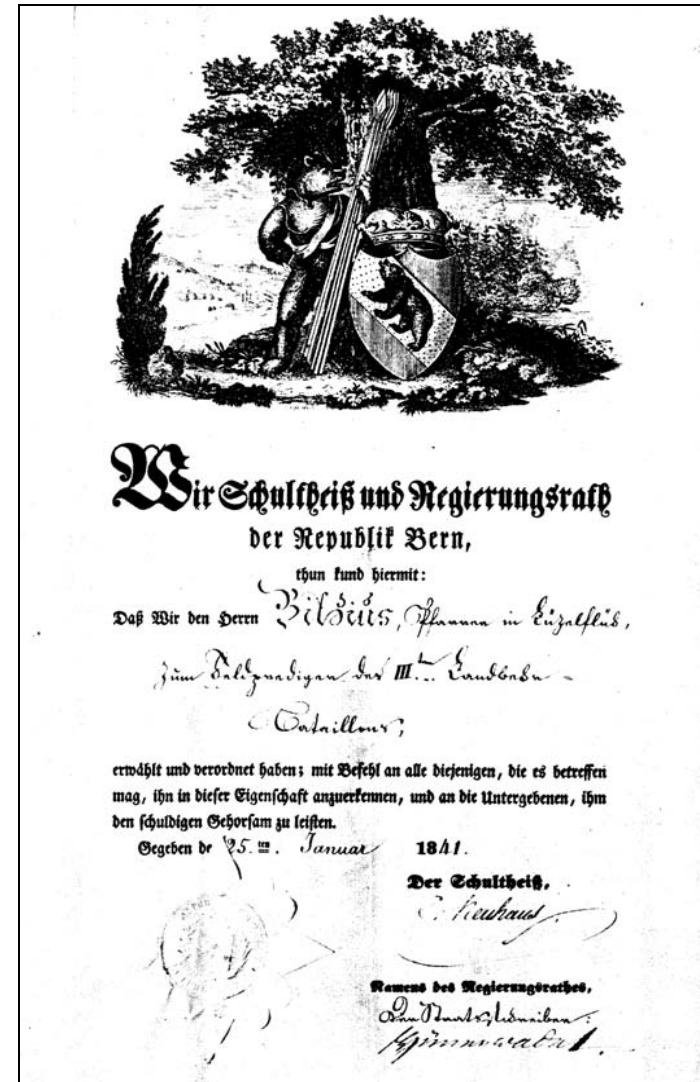 Wir Schultheiß und Regierungsrath
der Republik Bern,
thun kund hiermit:
Daß Wir den Herrn Bitzius, Pfarrer in Lüzelflüh,
zum Feldprediger des III.ten Landwehr-
Bataillons,
erwählt und verordnet haben; mit Befehl an alle diejenigen, die es betreffen
mag, ihn in dieser Eigenschaft anzuerkennen, und an die Untergebenen, ihm
den schuldigen Gehorsam zu leisten.
Gegeben de 25.ten. Januar 1841.
Der Schultheiß,
C. Neuhaus
Namens des Regierungsrathes,
Der Staatsschreiber: